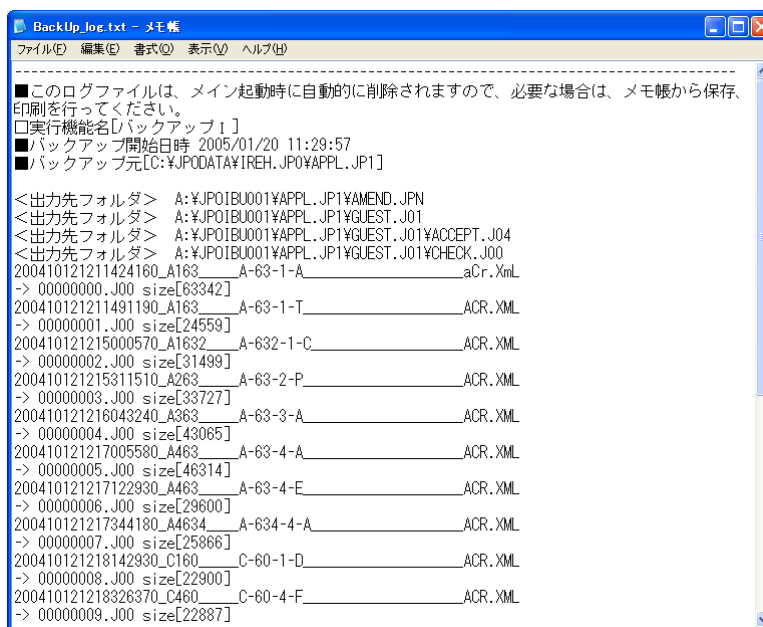 BackUp_log.txt - メモ帳
ファイル(F) 編集(E) 書式(O) 表示(V) ヘルプ(H)
------------------------------------------------------------------------------------------
■このログファイルは、メイン起動時に自動的に削除されますので、必要な場合は、メモ帳から保存、
印刷を行ってください。
□実行機能名[バックアップⅠ]
■バックアップ開始日時 2005/01/20 11:29:57
■バックアップ元[C:¥JPODATA¥IREH.JP0¥APPL.JP1]
<出力先フォルダ> A:¥JPOIBU001¥APPL.JP1¥AMEND.JPN
<出力先フォルダ> A:¥JPOIBU001¥APPL.JP1¥GUEST.J01
<出力先フォルダ> A:¥JPOIBU001¥APPL.JP1¥GUEST.J01¥ACCEPT.J04
<出力先フォルダ> A:¥JPOIBU001¥APPL.JP1¥GUEST.J01¥CHECK.J00
200410121211424160_A163_____A-63-1-A____________________aCr.XmL
-> 00000000.J00 size[63342]
200410121211491190_A163_____A-63-1-T____________________ACR.XML
-> 00000001.J00 size[24559]
200410121215000570_A1632____A-632-1-C___________________ACR.XML
-> 00000002.J00 size[31499]
200410121215311510_A263_____A-63-2-P____________________ACR.XML
-> 00000003.J00 size[33727]
200410121216043240_A363_____A-63-3-A____________________ACR.XML
-> 00000004.J00 size[43065]
200410121217005580_A463_____A-63-4-A____________________ACR.XML
-> 00000005.J00 size[46314]
200410121217122930_A463_____A-63-4-E____________________ACR.XML
-> 00000006.J00 size[29600]
200410121217344180_A4634____A-634-4-A___________________ACR.XML
-> 00000007.J00 size[25866]
200410121218142930_C160_____C-60-1-D____________________ACR.XML
-> 00000008.J00 size[22900]
200410121218326370_C460_____C-60-4-F____________________ACR.XML
-> 00000009.J00 size[22887]